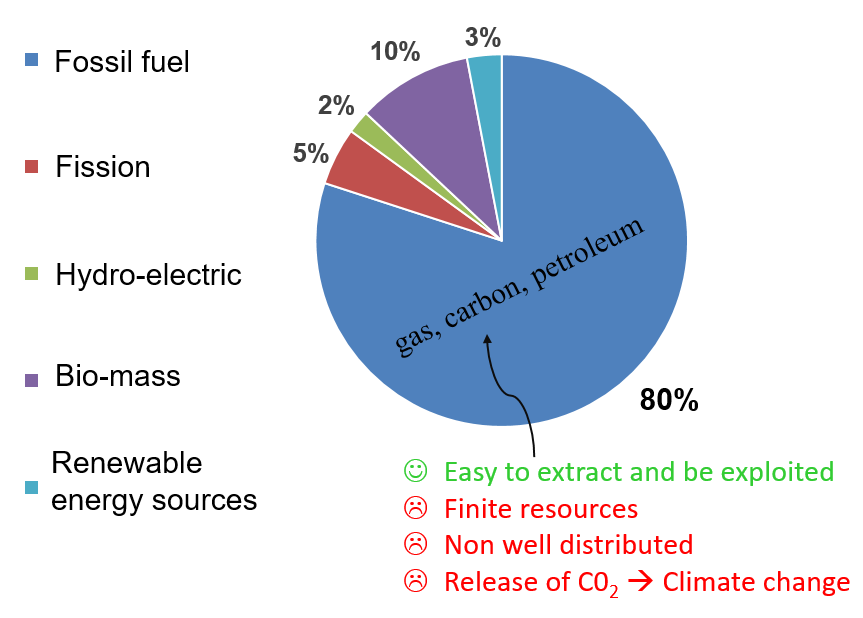 Fossil fuel
Fission
Hydro-electric
Bio-mass
Renewable
energy sources
3%
10%
2%
5%
gas, carbon, petroleum
80%
Easy to extract and be exploited
Finite resources
Non well distributed
Release of C0₂ → Climate change